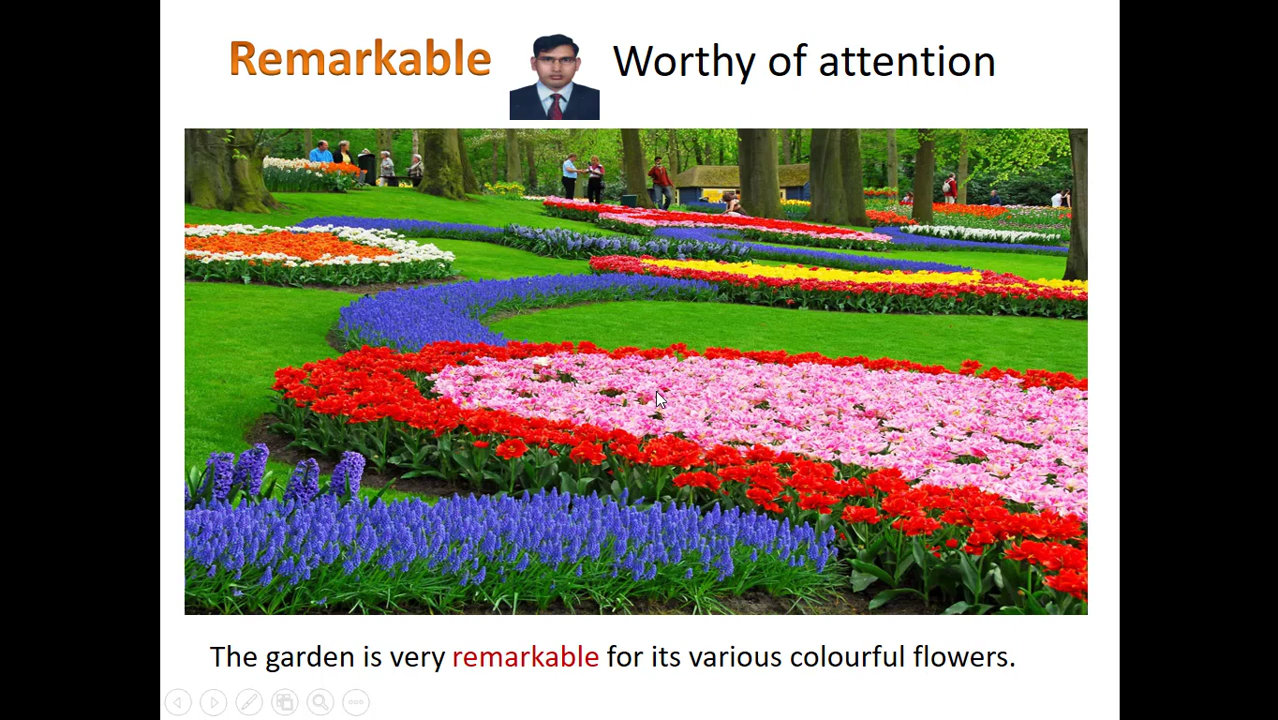 Remarkable Worthy of attention
The garden is very remarkable for its various colourful flowers.